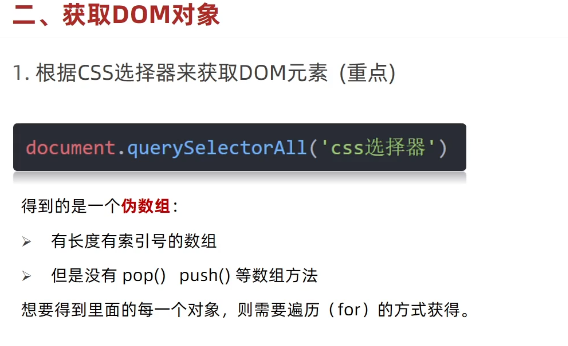 二、获取DOM对象
1. 根据CSS选择器来获取DOM元素 (重点)
document.querySelectorAll('css选择器')
得到的是一个伪数组：
➢ 有长度有索引号的数组
➢ 但是没有 pop() push() 等数组方法
想要得到里面的每一个对象，则需要遍历（for）的方式获得。